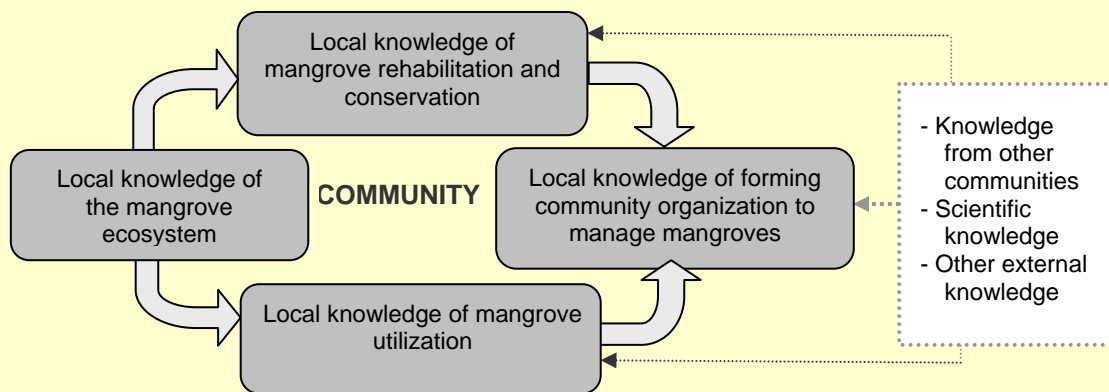 Local knowledge of
mangrove rehabilitation and
conservation
Local knowledge of
the mangrove
ecosystem
COMMUNITY
Local knowledge of forming
community organization to
manage mangroves
Local knowledge of mangrove
utilization
- Knowledge
from other
communities
- Scientific
knowledge
- Other external
knowledge